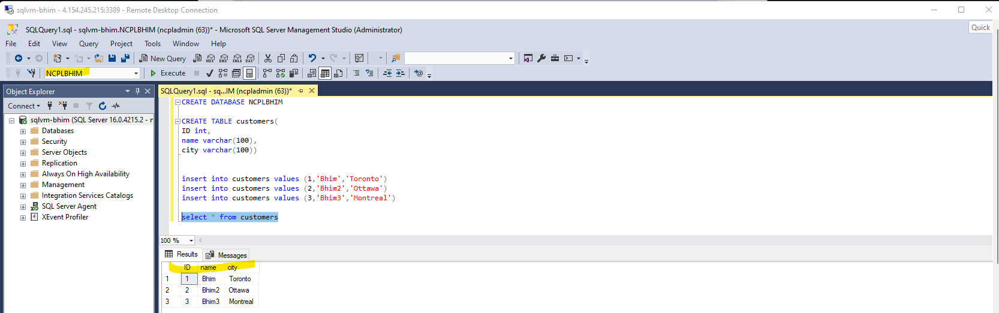 sqlvm-bhim - 4.154.245.215:3389 - Remote Desktop Connection
SQLQuery1.sql - sqlvm-bhim.NCPLBHIM (ncpladmin (63))* - Microsoft SQL Server Management Studio (Administrator)
Quick
File Edit View Query Project Tools Window Help
New Query MDX DMX XMLA DAX
NCPLBHIM Execute
Object Explorer
SQLQuery1.sql - sq...IM (ncpladmin (63))*
Connect
sqlvm-bhim (SQL Server 16.0.4215.2 - r
Databases
Security
Server Objects
Replication
Always On High Availability
Management
Integration Services Catalogs
SQL Server Agent
XEvent Profiler
CREATE DATABASE NCPLBHIM
CREATE TABLE customers(
ID int,
name varchar(100),
city varchar(100))
insert into customers values (1,'Bhim','Toronto')
insert into customers values (2,'Bhim2','Ottawa')
insert into customers values (3,'Bhim3','Montreal')
select * from customers
100 %
Results Messages
ID name city
1 1 Bhim Toronto
2 2 Bhim2 Ottawa
3 3 Bhim3 Montreal